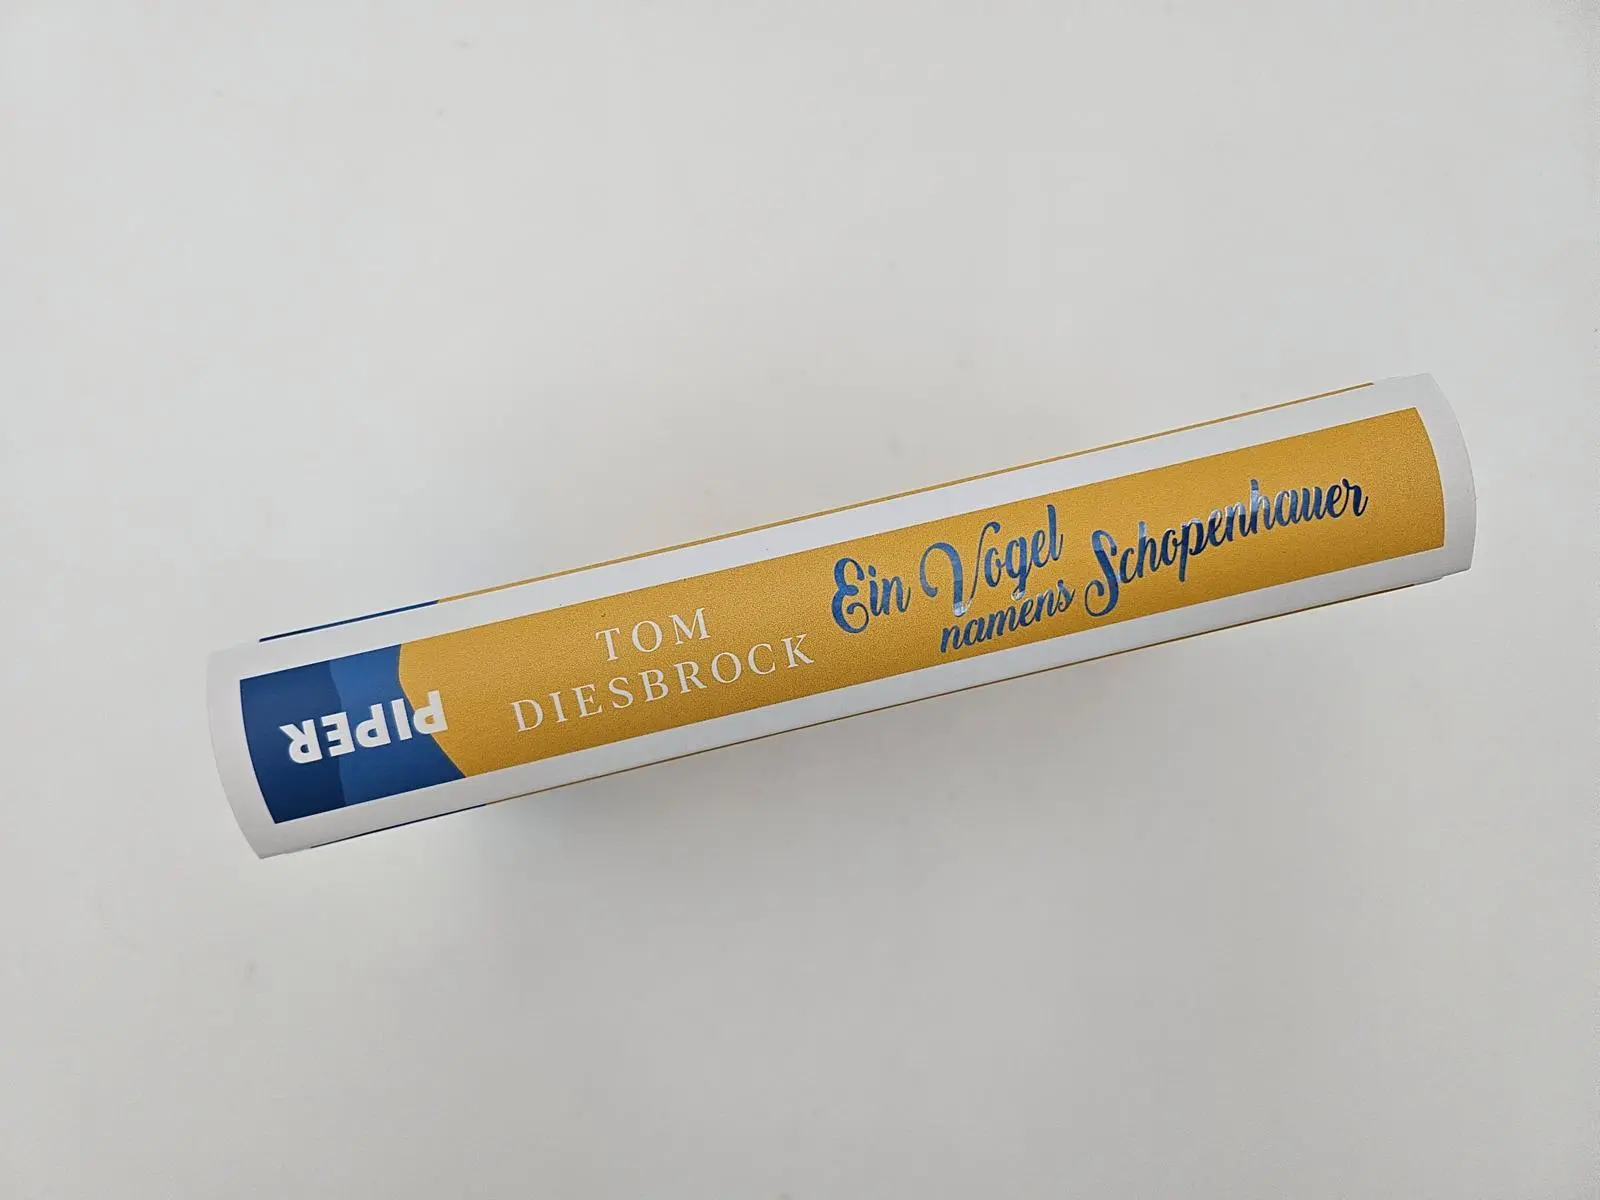 PIPER
TOM
DIESBROCK
Ein Vogel
namens Schopenhauer